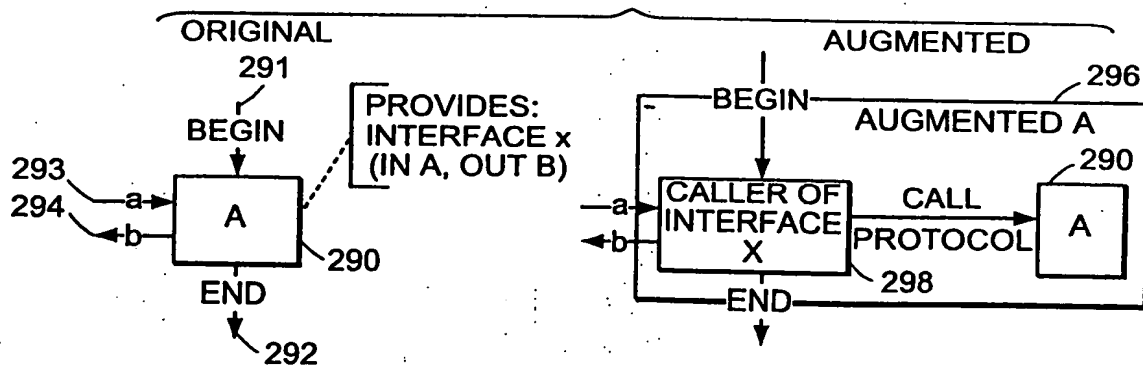 ORIGINAL
291
BEGIN
293
a
294
b
A
290
END
292
PROVIDES:
INTERFACE x
(IN A, OUT B)
AUGMENTED
296
BEGIN
AUGMENTED A
290
a
b
CALLER OF
INTERFACE
X
CALL
PROTOCOL
A
298
END